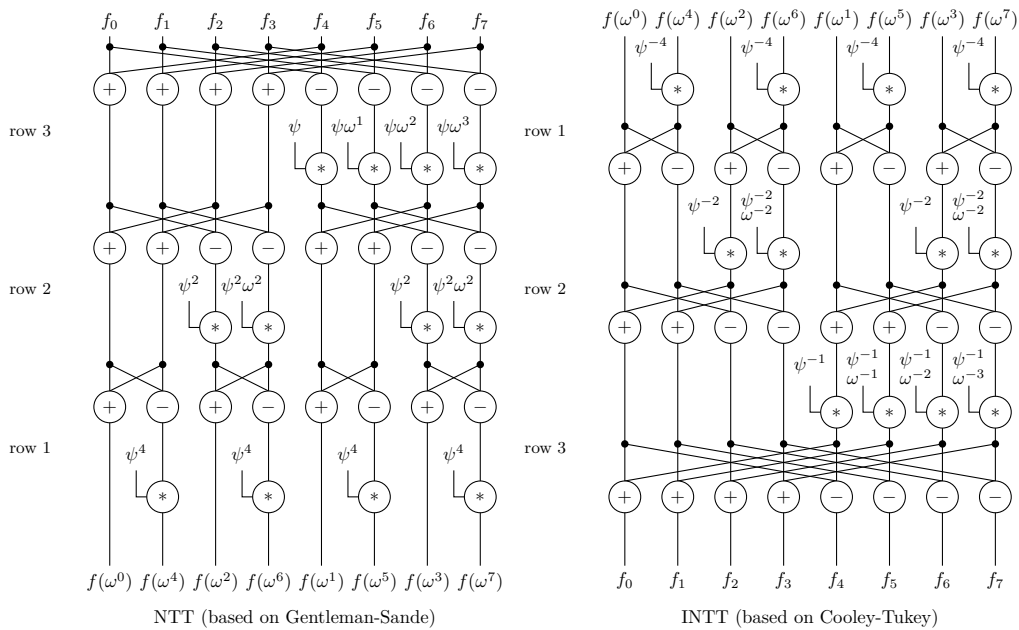 f₀ f₁ f₂ f₃ f₄ f₅ f₆ f₇
+ + + + − − − −
row 3
ψ ψω¹ ψω² ψω³
* * * *
+ + − − + + − −
row 2
ψ² ψ²ω² ψ² ψ²ω²
* * * *
+ − + − + − + −
row 1
ψ⁴ ψ⁴ ψ⁴ ψ⁴
* * * *
f(ω⁰) f(ω⁴) f(ω²) f(ω⁶) f(ω¹) f(ω⁵) f(ω³) f(ω⁷)
NTT (based on Gentleman-Sande)
f(ω⁰) f(ω⁴) f(ω²) f(ω⁶) f(ω¹) f(ω⁵) f(ω³) f(ω⁷)
ψ⁻⁴ ψ⁻⁴ ψ⁻⁴ ψ⁻⁴
* * * *
row 1
+ − + − + − + −
ψ⁻² ψ⁻² ψ⁻² ψ⁻²
ω⁻² ω⁻²
* * * *
row 2
+ + − − + + − −
ψ⁻¹ ψ⁻¹ ψ⁻¹ ψ⁻¹
ω⁻¹ ω⁻² ω⁻³
* * * *
row 3
+ + + + − − − −
f₀ f₁ f₂ f₃ f₄ f₅ f₆ f₇
INTT (based on Cooley-Tukey)